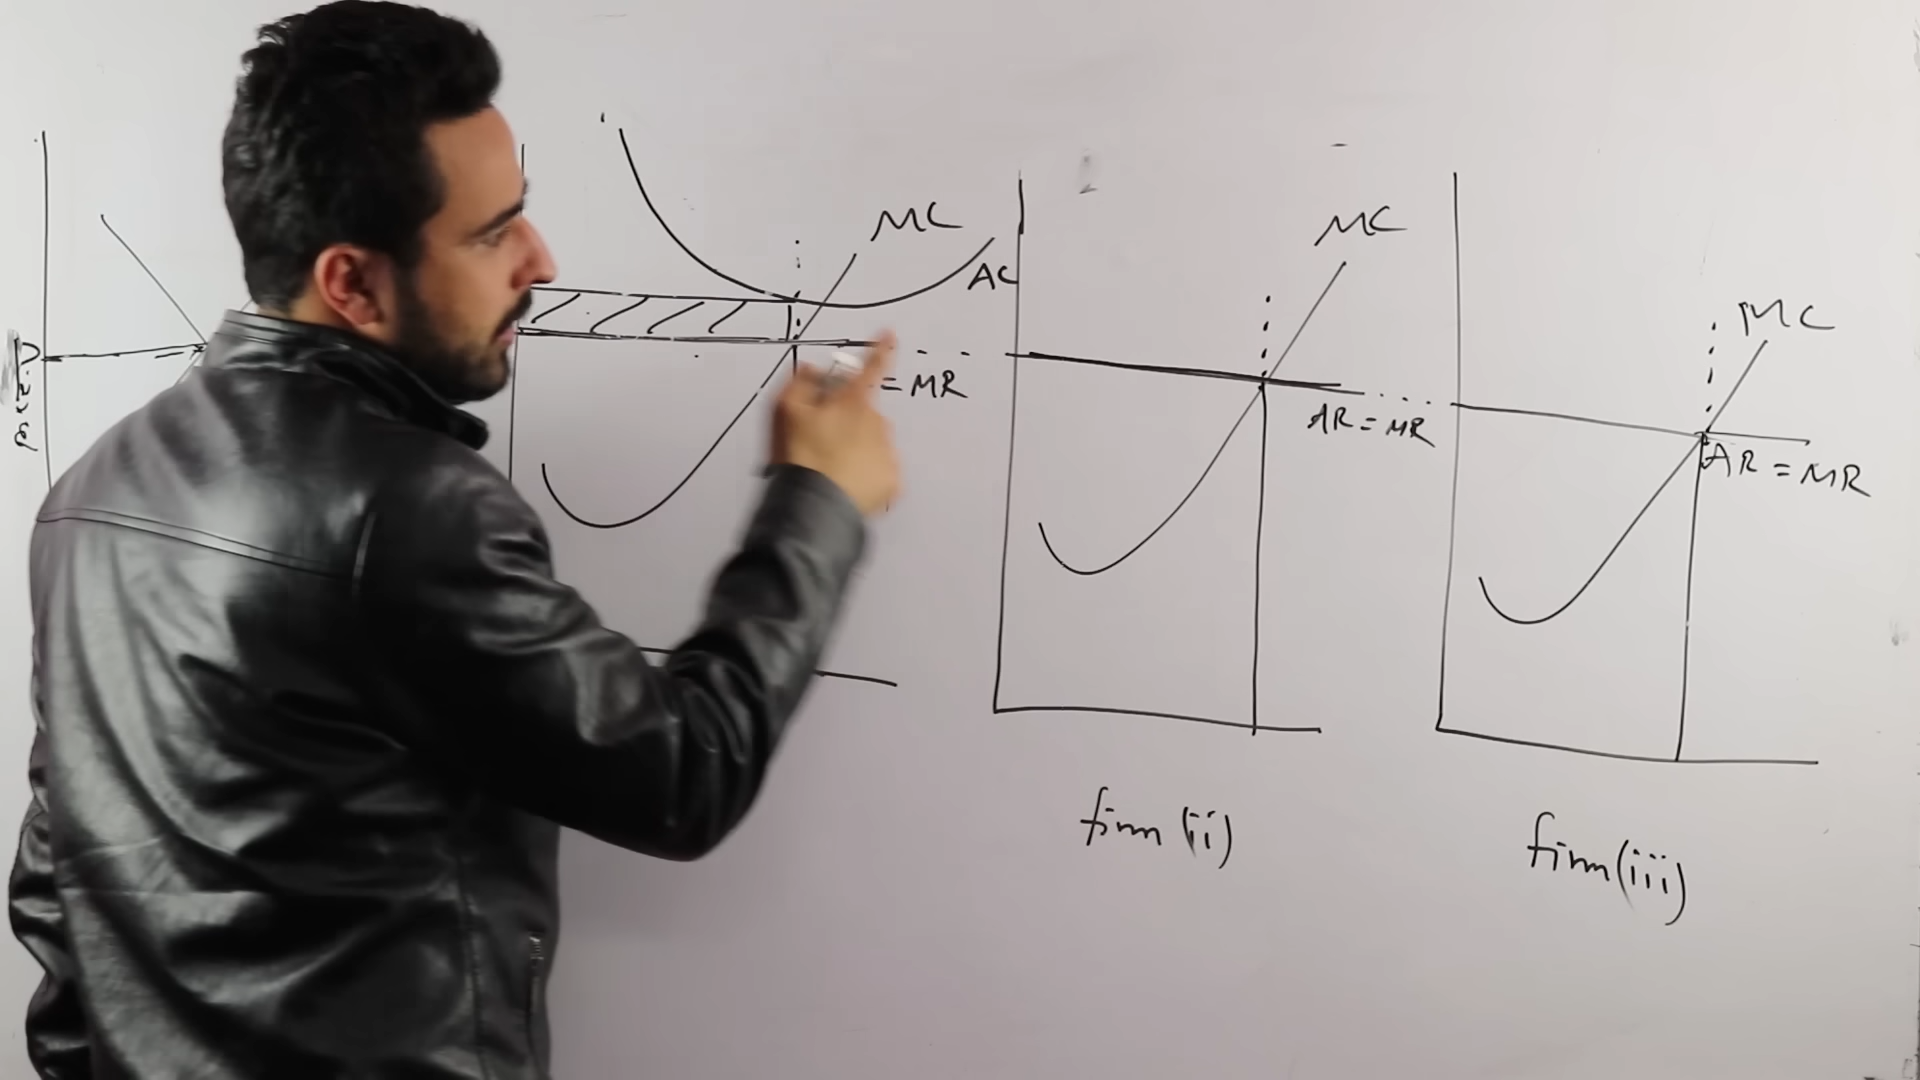 MC
AC
= MR
MC
AR = MR
firm (ii)
MC
AR = MR
firm (iii)